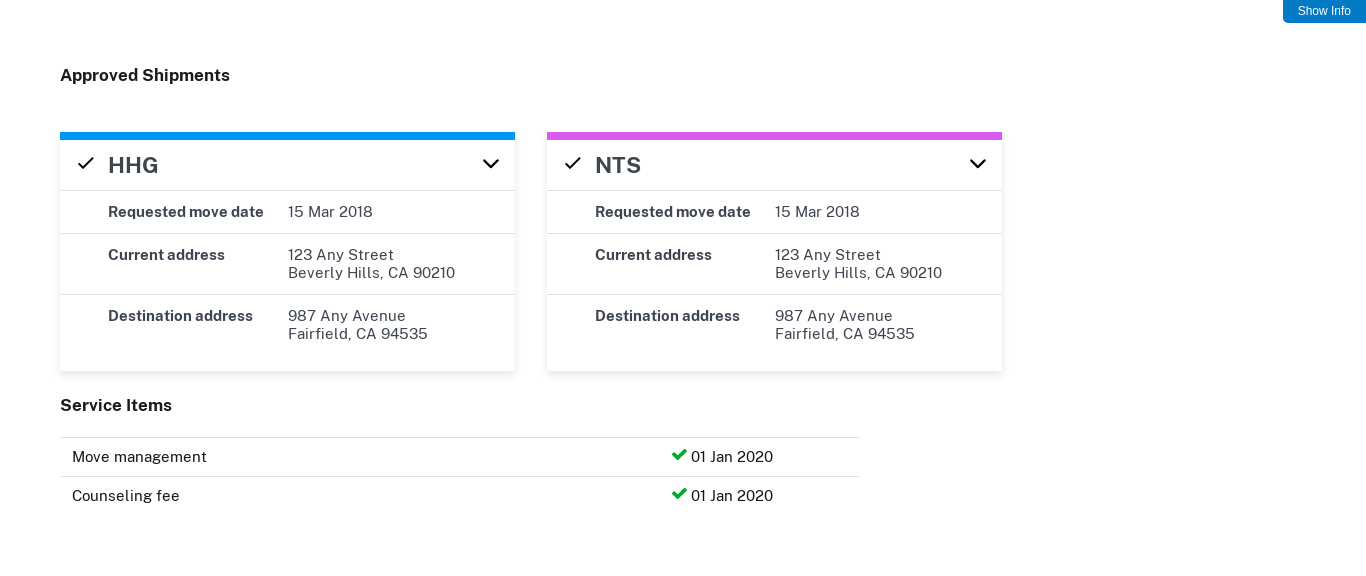 Show Info
Approved Shipments
HHG
Requested move date 15 Mar 2018
Current address 123 Any Street
Beverly Hills, CA 90210
Destination address 987 Any Avenue
Fairfield, CA 94535
NTS
Requested move date 15 Mar 2018
Current address 123 Any Street
Beverly Hills, CA 90210
Destination address 987 Any Avenue
Fairfield, CA 94535
Service Items
Move management 01 Jan 2020
Counseling fee 01 Jan 2020